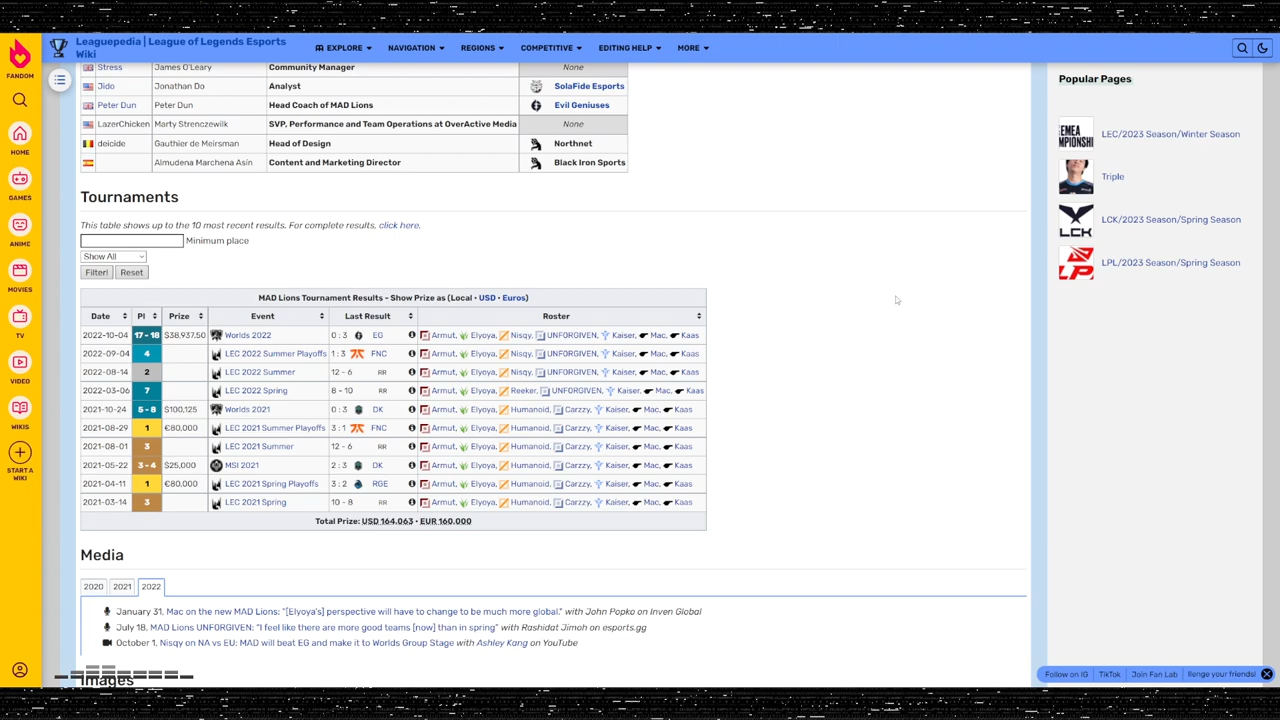 Leaguepedia | League of Legends Esports
Wiki
EXPLORE
NAVIGATION
REGIONS
COMPETITIVE
EDITING HELP
MORE
FANDOM
HOME
GAMES
ANIME
MOVIES
TV
VIDEO
WIKIS
START A
WIKI
Stress James O'Leary Community Manager None
Jido Jonathan Do Analyst SolaFide Esports
Peter Dun Peter Dun Head Coach of MAD Lions Evil Geniuses
LazerChicken Marty Strenczewilk SVP, Performance and Team Operations at OverActive Media None
deicide Gauthier de Meirsman Head of Design Northnet
Almudena Marchena Asin Content and Marketing Director Black Iron Sports
Tournaments
This table shows up to the 10 most recent results. For complete results, click here.
Minimum place
Show All
Filter! Reset
MAD Lions Tournament Results - Show Prize as (Local • USD • Euros)
Date Pl Prize Event Last Result Roster
2022-10-04 17 - 18 $38,937.50 Worlds 2022 0 : 3 EG Armut, Elyoya, Nisqy, UNFORGIVEN, Kaiser, Mac, Kaas
2022-09-04 4 LEC 2022 Summer Playoffs 1 : 3 FNC Armut, Elyoya, Nisqy, UNFORGIVEN, Kaiser, Mac, Kaas
2022-08-14 2 LEC 2022 Summer 12 - 6 RR Armut, Elyoya, Nisqy, UNFORGIVEN, Kaiser, Mac, Kaas
2022-03-06 7 LEC 2022 Spring 8 - 10 RR Armut, Elyoya, Reeker, UNFORGIVEN, Kaiser, Mac, Kaas
2021-10-24 5 - 8 $100,125 Worlds 2021 0 : 3 DK Armut, Elyoya, Humanoid, Carzzy, Kaiser, Mac, Kaas
2021-08-29 1 €80,000 LEC 2021 Summer Playoffs 3 : 1 FNC Armut, Elyoya, Humanoid, Carzzy, Kaiser, Mac, Kaas
2021-08-01 3 LEC 2021 Summer 12 - 6 RR Armut, Elyoya, Humanoid, Carzzy, Kaiser, Mac, Kaas
2021-05-22 3 - 4 $25,000 MSI 2021 2 : 3 DK Armut, Elyoya, Humanoid, Carzzy, Kaiser, Mac, Kaas
2021-04-11 1 €80,000 LEC 2021 Spring Playoffs 3 : 2 RGE Armut, Elyoya, Humanoid, Carzzy, Kaiser, Mac, Kaas
2021-03-14 3 LEC 2021 Spring 10 - 8 RR Armut, Elyoya, Humanoid, Carzzy, Kaiser, Mac, Kaas
Total Prize: USD 164,063 • EUR 160,000
Media
2020 2021 2022
January 31, Mac on the new MAD Lions: "[Elyoya's] perspective will have to change to be much more global." with John Popko on Inven Global
July 18, MAD Lions UNFORGIVEN: "I feel like there are more good teams [now] than in spring" with Rashidat Jimoh on esports.gg
October 1, Nisqy on NA vs EU: MAD will beat EG and make it to Worlds Group Stage with Ashley Kang on YouTube
Images
Popular Pages
LEC/2023 Season/Winter Season
Triple
LCK/2023 Season/Spring Season
LPL/2023 Season/Spring Season
Follow on IG
TikTok
Join Fan Lab
llenge your friends!